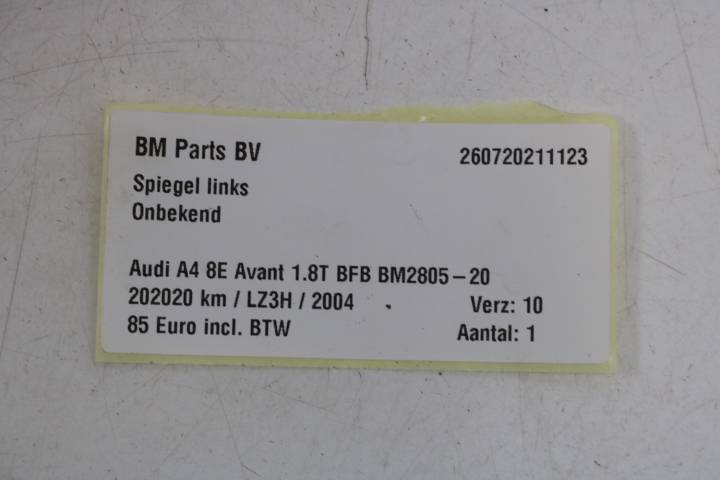 BM Parts BV 260720211123
Spiegel links
Onbekend
Audi A4 8E Avant 1.8T BFB BM2805-20
202020 km / LZ3H / 2004 Verz: 10
85 Euro incl. BTW Aantal: 1